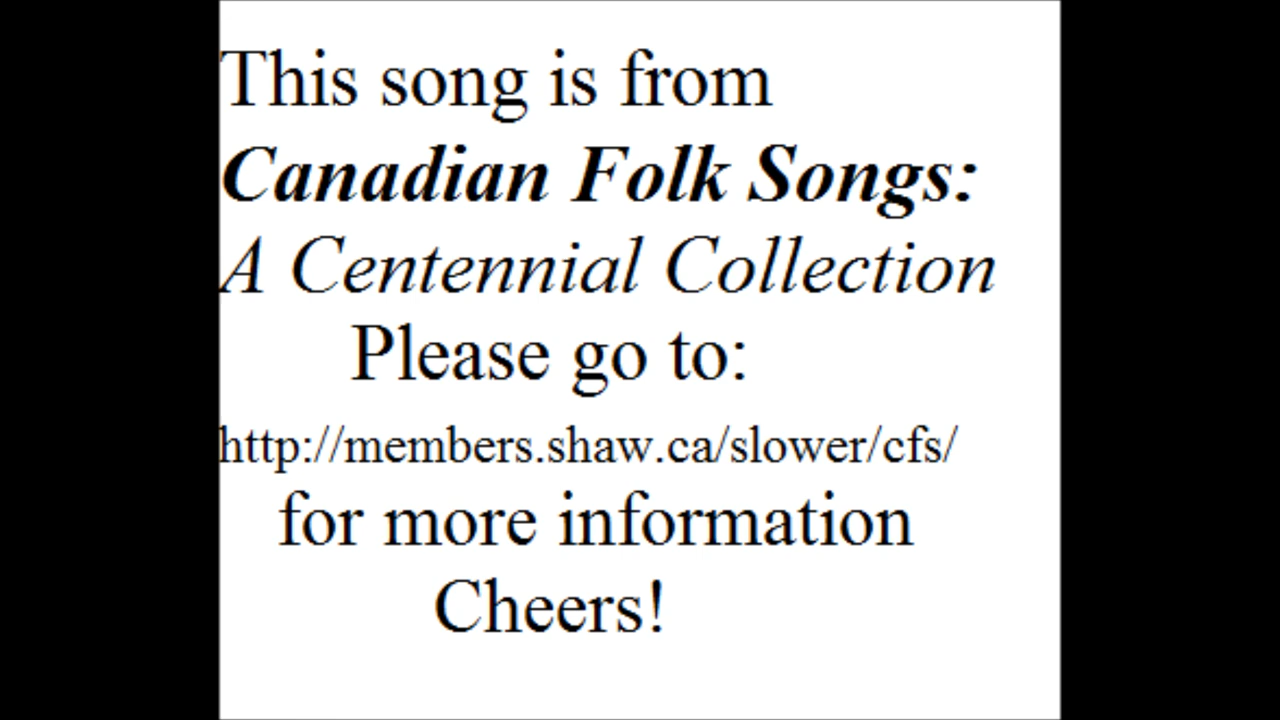 This song is from
Canadian Folk Songs:
A Centennial Collection
Please go to:
http://members.shaw.ca/slower/cfs/
for more information
Cheers!